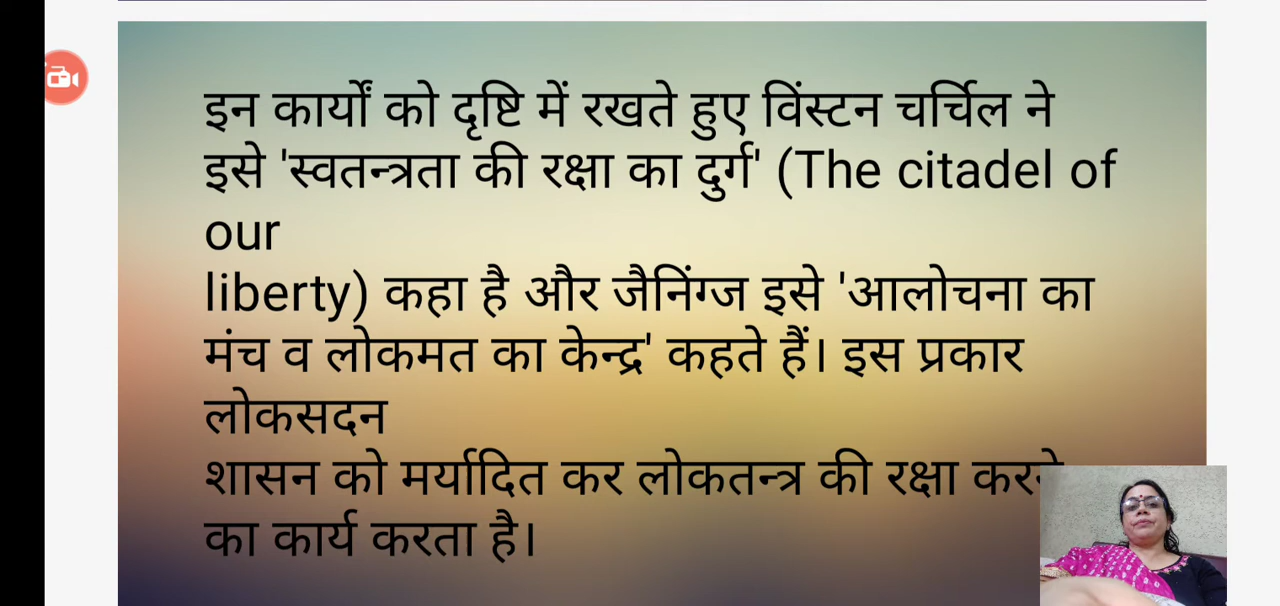 इन कार्यों को दृष्टि में रखते हुए विंस्टन चर्चिल ने
इसे 'स्वतन्त्रता की रक्षा का दुर्ग' (The citadel of
our
liberty) कहा है और जैनिंग्ज इसे 'आलोचना का
मंच व लोकमत का केन्द्र' कहते हैं। इस प्रकार
लोकसदन
शासन को मर्यादित कर लोकतन्त्र की रक्षा करने
का कार्य करता है।